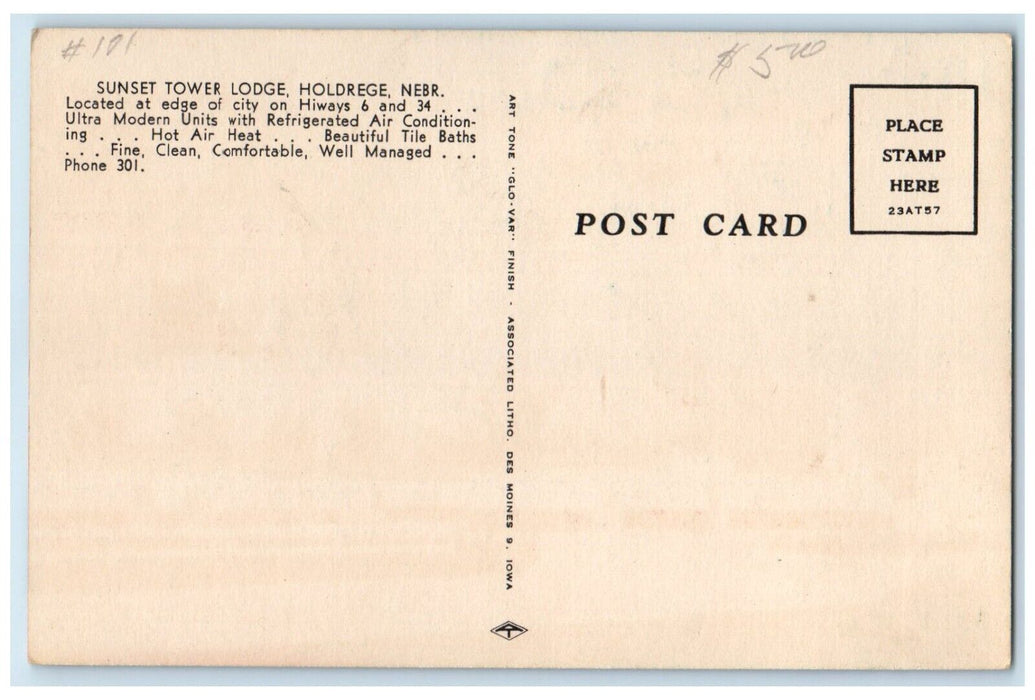 #101
$5.00
SUNSET TOWER LODGE, HOLDREGE, NEBR.
Located at edge of city on Hiways 6 and 34 . . .
Ultra Modern Units with Refrigerated Air Condition-
ing . . . Hot Air Heat . . . Beautiful Tile Baths
. . . Fine, Clean, Comfortable, Well Managed . . .
Phone 301.
ART TONE "GLO-VAR" FINISH - ASSOCIATED LITHO. DES MOINES 9, IOWA
POST CARD
PLACE
STAMP
HERE
23AT57